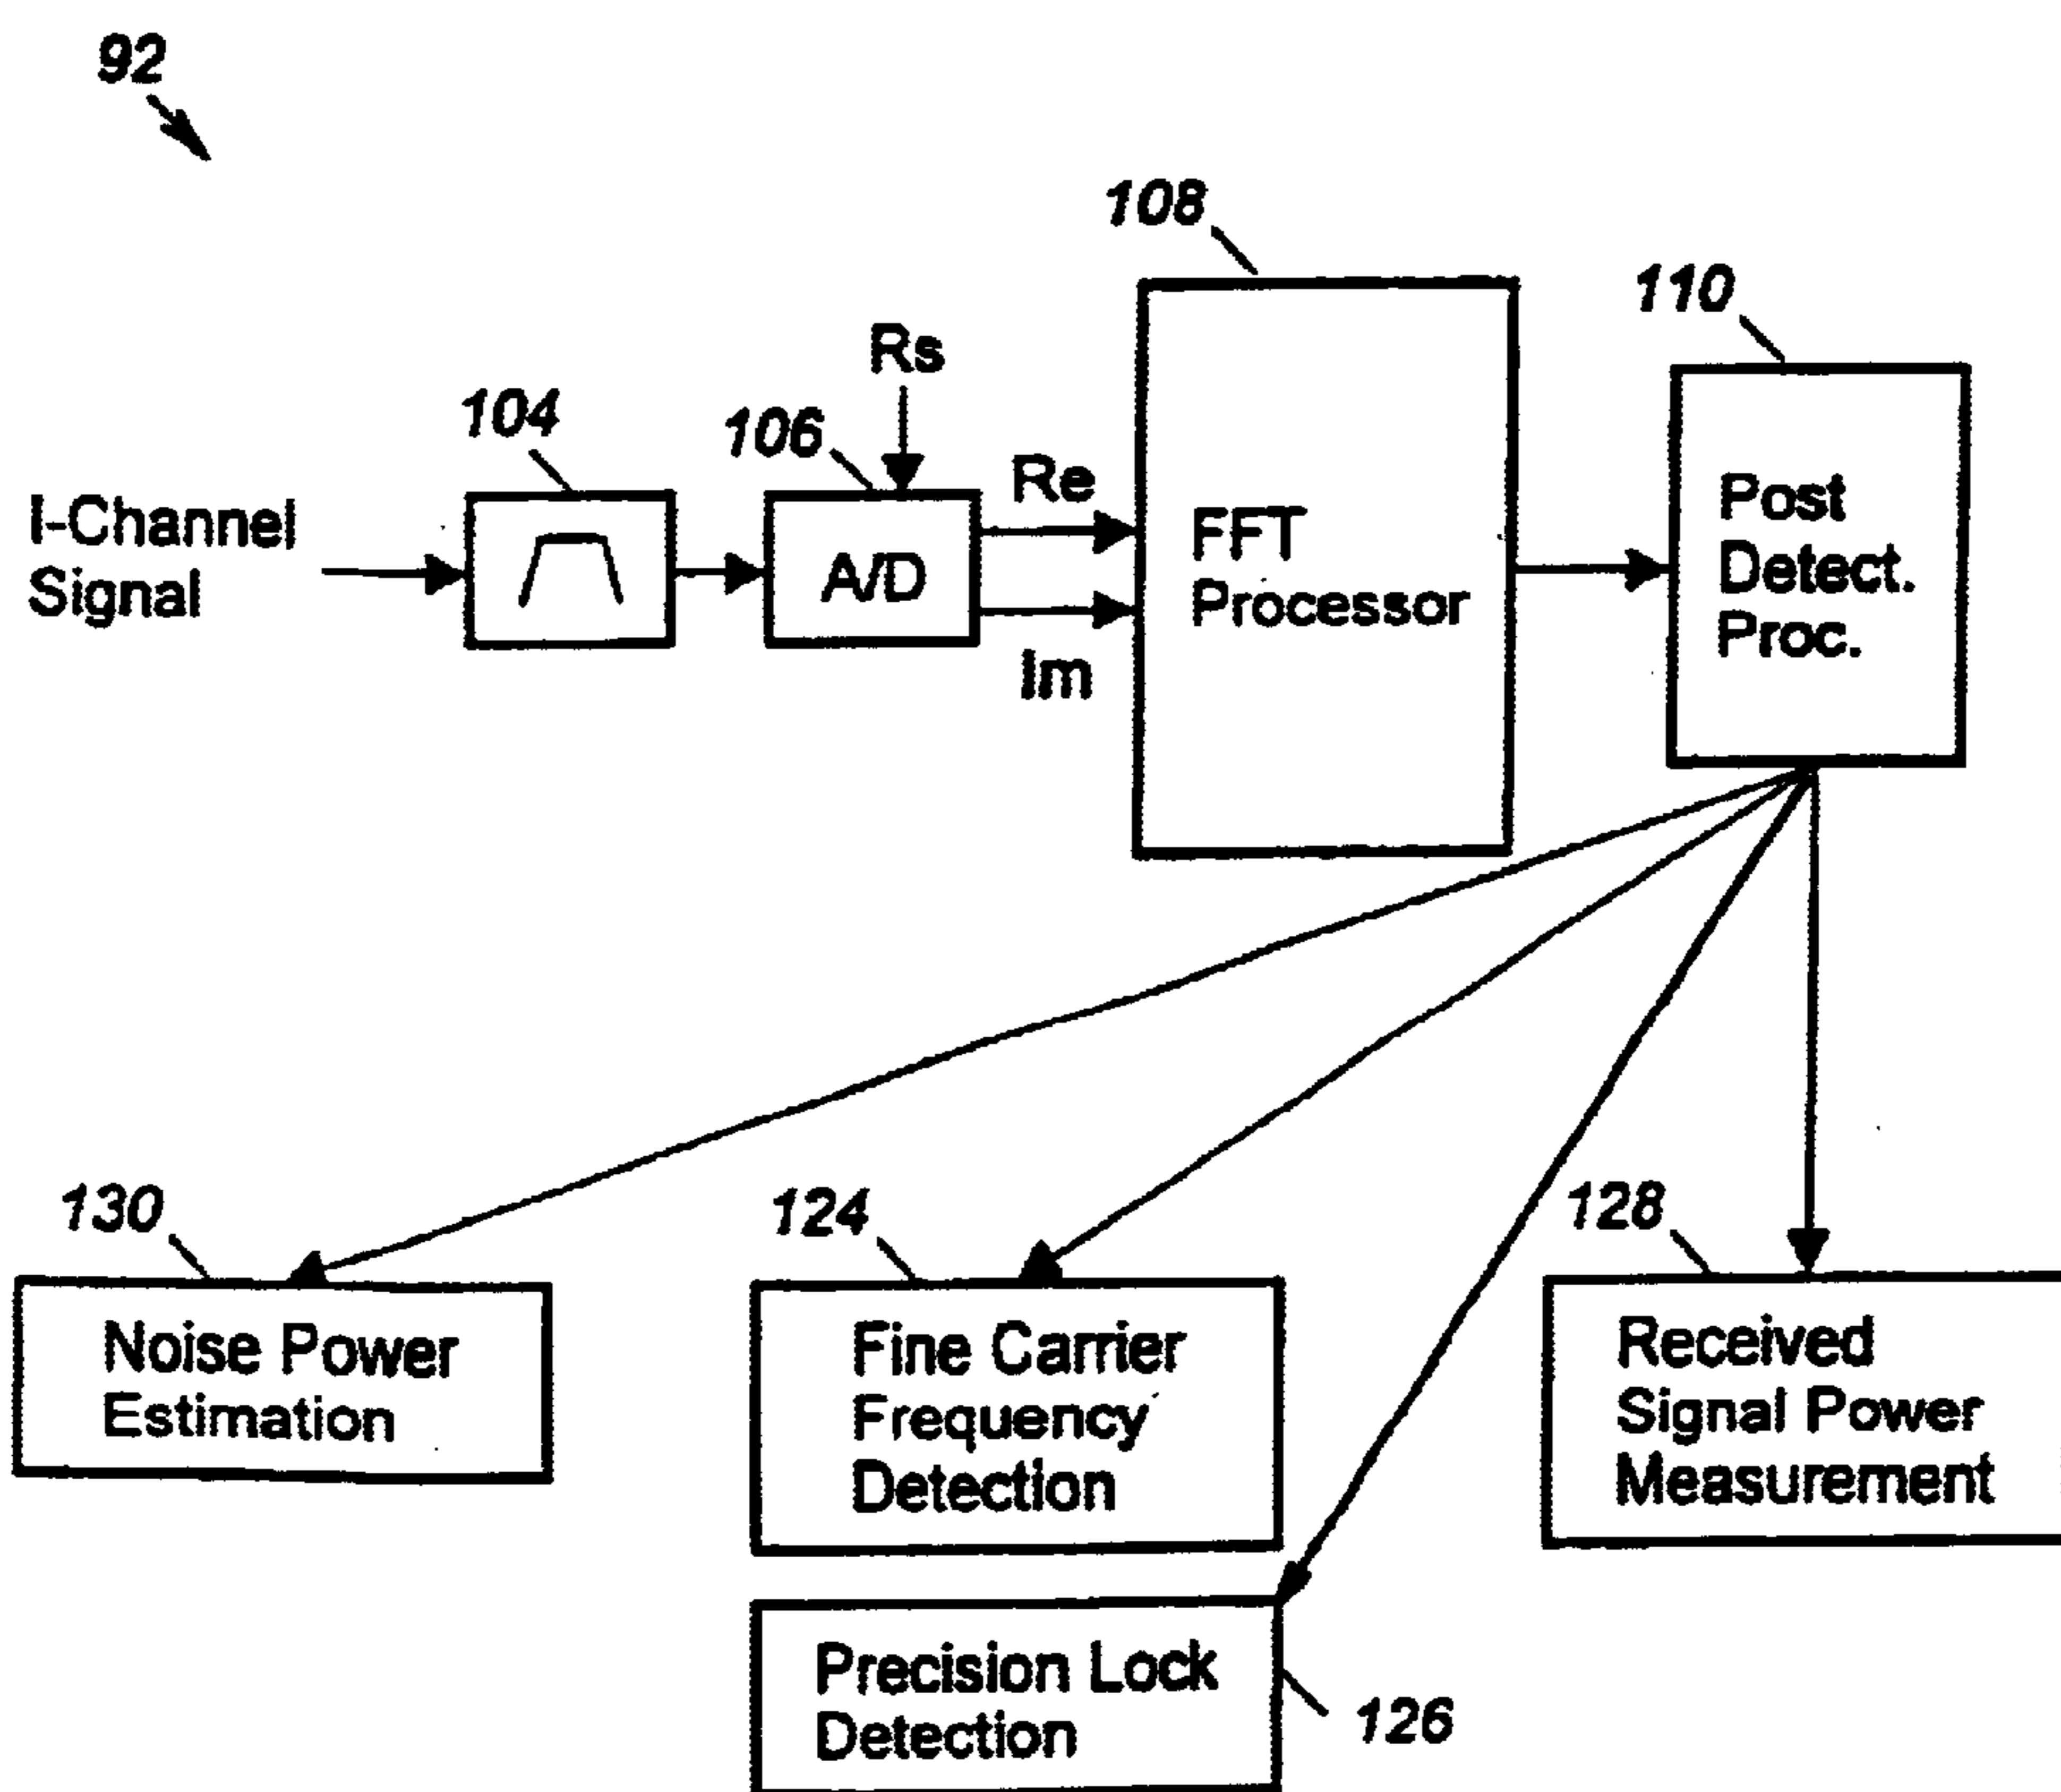 92
108
110
Rs
104
106
Re
I-Channel
Signal
A/D
Im
FFT
Processor
Post
Detect.
Proc.
130
124
128
Noise Power
Estimation
Fine Carrier
Frequency
Detection
Received
Signal Power
Measurement
Precision Lock
Detection
126